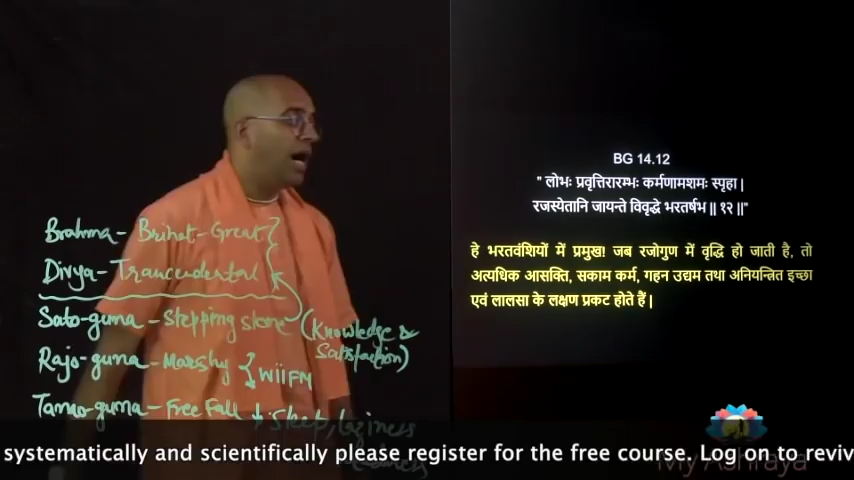 BG 14.12
" लोभः प्रवृत्तिरारम्भः कर्मणामशमः स्पृहा |
रजस्येतानि जायन्ते विवृद्धे भरतर्षभ || १२ ||"
हे भरतवंशियों में प्रमुख! जब रजोगुण में वृद्धि हो जाती है, तो
अत्यधिक आसक्ति, सकाम कर्म, गहन उद्यम तथा अनियन्त्रित इच्छा
एवं लालसा के लक्षण प्रकट होते हैं |
Brahma - Brihat - Great
Divya - Trancendental
Sato-guna - Stepping stone (Knowledge &
Satisfaction)
Rajo-guna - Marshy
WIIFM
Tamo-guna - Free Fall ↓ Sleep, laziness
systematically and scientifically please register for the free course. Log on to reviv
My Ashraya